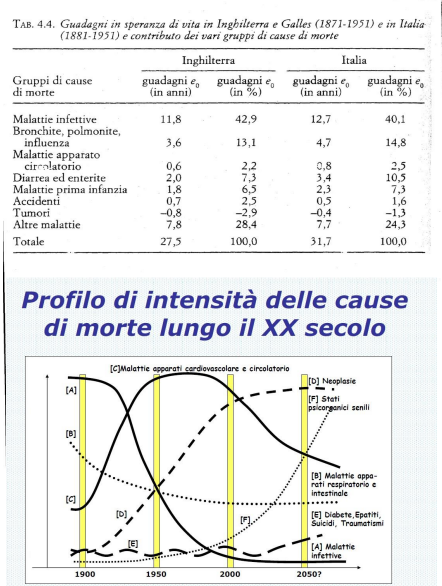 TAB. 4.4. Guadagni in speranza di vita in Inghilterra e Galles (1871-1951) e in Italia
(1881-1951) e contributo dei vari gruppi di cause di morte
Inghilterra Italia
Gruppi di cause guadagni e₀ guadagni e₀ guadagni e₀ guadagni e₀
di morte (in anni) (in %) (in anni) (in %)
Malattie infettive 11,8 42,9 12,7 40,1
Bronchite, polmonite,
influenza 3,6 13,1 4,7 14,8
Malattie apparato
circolatorio 0,6 2,2 0,8 2,5
Diarrea ed enterite 2,0 7,3 3,4 10,5
Malattie prima infanzia 1,8 6,5 2,3 7,3
Accidenti 0,7 2,5 0,5 1,6
Tumori –0,8 –2,9 –0,4 –1,3
Altre malattie 7,8 28,4 7,7 24,3
Totale 27,5 100,0 31,7 100,0
Profilo di intensità delle cause
di morte lungo il XX secolo
[C]Malattie apparati cardiovascolare e circolatorio
[A]
[D] Neoplasie
[F] Stati
psicorganici senili
[B]
[B] Malattie appa-
rati respiratorio e
intestinale
[C]
[D]
[F]
[E] Diabete,Epatiti,
Suicidi, Traumatismi
[E]
[A] Malattie
infettive
1900 1950 2000 2050?